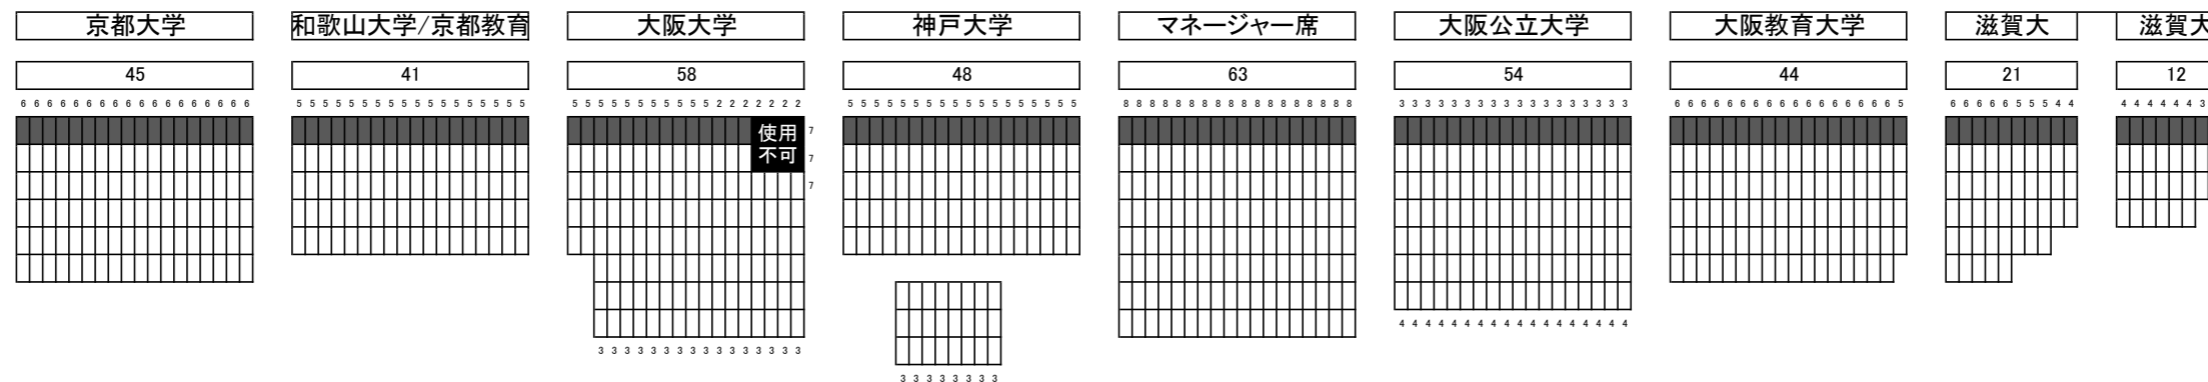 京都大学 和歌山大学/京都教育 大阪大学 神戸大学 マネージャー席 大阪公立大学 大阪教育大学 滋賀大 滋賀大
45 41 58 48 63 54 44 21 12
6 6 6 6 6 6 6 6 6 6 6 6 6 6 6 6 6 6 5 5 5 5 5 5 5 5 5 5 5 5 5 5 5 5 5 5 5 5 5 5 5 5 5 5 5 5 5 2 2 2 2 2 2 2 5 5 5 5 5 5 5 5 5 5 5 5 5 5 5 5 5 5 8 8 8 8 8 8 8 8 8 8 8 8 8 8 8 8 8 8 3 3 3 3 3 3 3 3 3 3 3 3 3 3 3 3 3 3 6 6 6 6 6 6 6 6 6 6 6 6 6 6 6 6 6 5 6 6 6 6 6 5 5 5 4 4 4 4 4 4 4 4 3
使用 7
不可 7
7
4 4 4 4 4 4 4 4 4 4 4 4 4 4 4 4 4 4
3 3 3 3 3 3 3 3 3 3 3 3 3 3 3 3
3 3 3 3 3 3 3 3